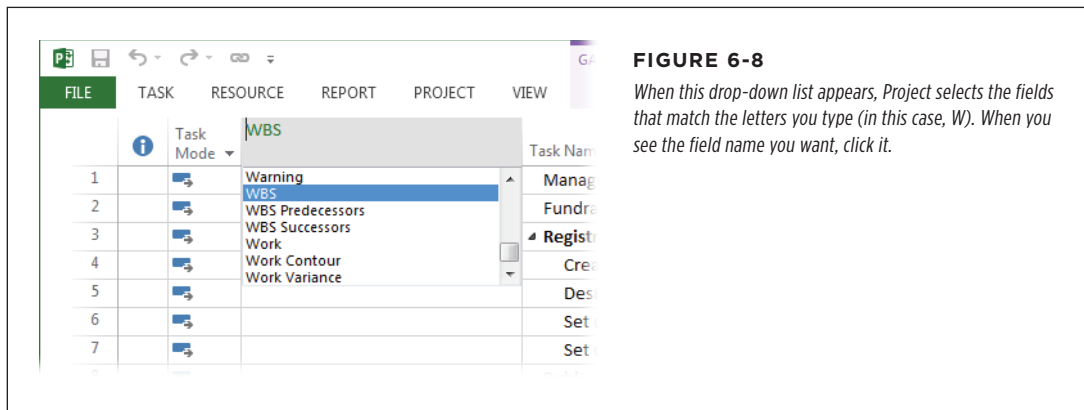 FIGURE 6-8
When this drop-down list appears, Project selects the fields
that match the letters you type (in this case, W). When you
see the field name you want, click it.
FILE TASK RESOURCE REPORT PROJECT VIEW
Task
Mode
WBS
Task Nam
Warning
WBS
WBS Predecessors
WBS Successors
Work
Work Contour
Work Variance
1 Manag
2 Fundra
3 Registr
4 Crea
5 Desi
6 Set
7 Set